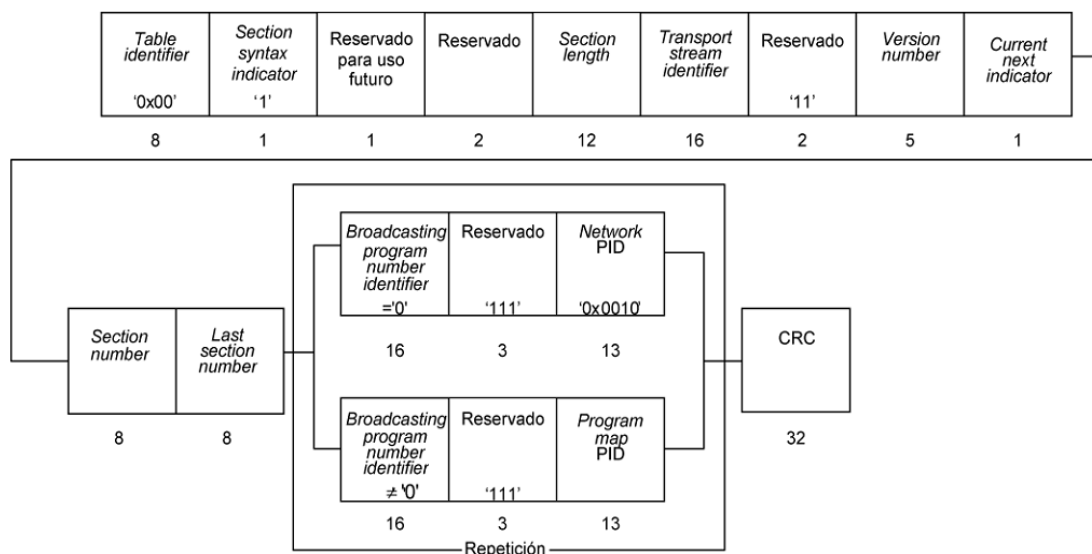 Table
identifier
'0x00'
Section
syntax
indicator
'1'
Reservado
para uso
futuro
Reservado
Section
length
Transport
stream
identifier
Reservado
'11'
Version
number
Current
next
indicator
8
1
1
2
12
16
2
5
1
Section
number
Last
section
number
8
8
Broadcasting
program
number
identifier
='0'
Reservado
'111'
Network
PID
'0x0010'
16
3
13
Broadcasting
program
number
identifier
≠ '0'
Reservado
'111'
Program
map
PID
16
3
13
Repetición
CRC
32